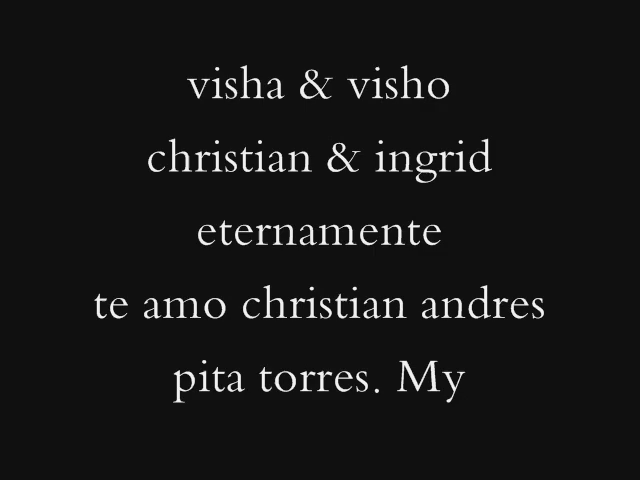 visha & visho
christian & ingrid
eternamente
te amo christian andres
pita torres. My